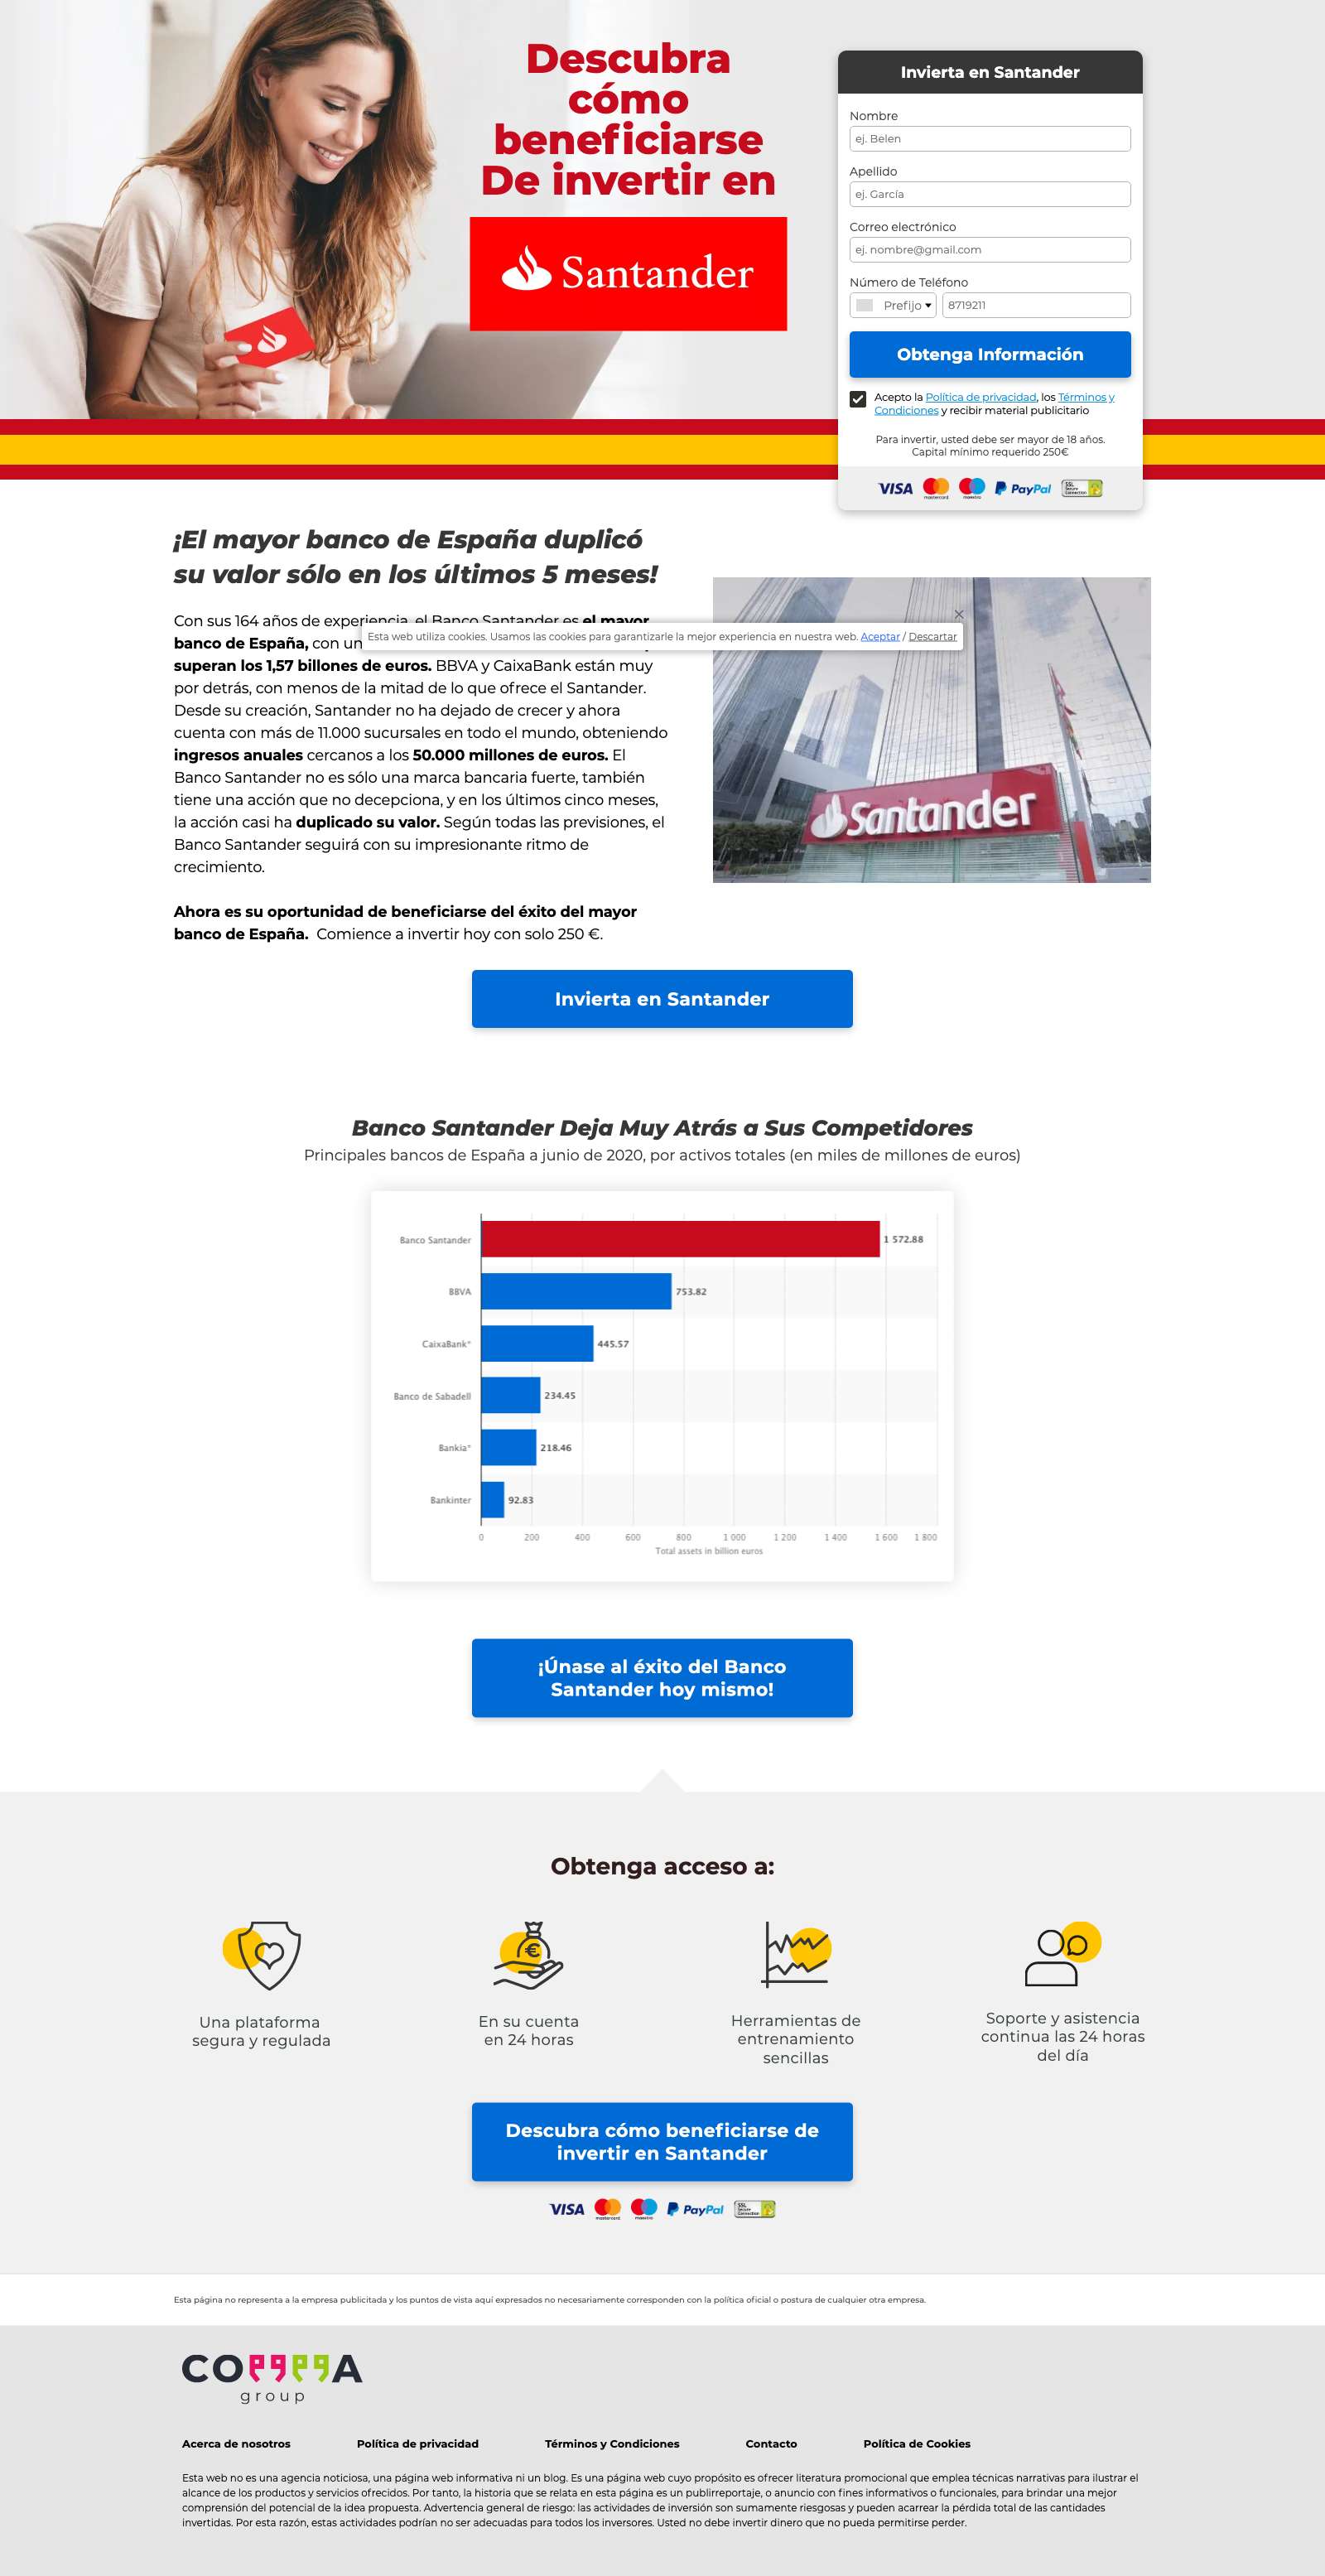 Descubra
cómo
beneficiarse
De invertir en
Santander
Invierta en Santander
Nombre
ej. Belen
Apellido
ej. García
Correo electrónico
ej. nombre@gmail.com
Número de Teléfono
Prefijo 8719211
Obtenga Información
Acepto la Política de privacidad, los Términos y
Condiciones y recibir material publicitario
Para invertir, usted debe ser mayor de 18 años.
Capital mínimo requerido 250€
VISA mastercard maestro PayPal SSL Secure Connection
¡El mayor banco de España duplicó
su valor sólo en los últimos 5 meses!
Con sus 164 años de experiencia, el Banco Santander es el mayor
banco de España, con un
Esta web utiliza cookies. Usamos las cookies para garantizarle la mejor experiencia en nuestra web. Aceptar / Descartar
superan los 1,57 billones de euros. BBVA y CaixaBank están muy
por detrás, con menos de la mitad de lo que ofrece el Santander.
Desde su creación, Santander no ha dejado de crecer y ahora
cuenta con más de 11.000 sucursales en todo el mundo, obteniendo
ingresos anuales cercanos a los 50.000 millones de euros. El
Banco Santander no es sólo una marca bancaria fuerte, también
tiene una acción que no decepciona, y en los últimos cinco meses,
la acción casi ha duplicado su valor. Según todas las previsiones, el
Banco Santander seguirá con su impresionante ritmo de
crecimiento.
Santander
Ahora es su oportunidad de beneficiarse del éxito del mayor
banco de España. Comience a invertir hoy con solo 250 €.
Invierta en Santander
Banco Santander Deja Muy Atrás a Sus Competidores
Principales bancos de España a junio de 2020, por activos totales (en miles de millones de euros)
Banco Santander 1 572.88
BBVA 753.82
CaixaBank* 445.57
Banco de Sabadell 234.45
Bankia* 218.46
Bankinter 92.83
0 200 400 600 800 1 000 1 200 1 400 1 600 1 800
Total assets in billion euros
¡Únase al éxito del Banco
Santander hoy mismo!
Obtenga acceso a:
Una plataforma
segura y regulada
En su cuenta
en 24 horas
Herramientas de
entrenamiento
sencillas
Soporte y asistencia
continua las 24 horas
del día
Descubra cómo beneficiarse de
invertir en Santander
VISA mastercard maestro PayPal SSL Secure Connection
Esta página no representa a la empresa publicitada y los puntos de vista aquí expresados no necesariamente corresponden con la política oficial o postura de cualquier otra empresa.
COMMA
group
Acerca de nosotros Política de privacidad Términos y Condiciones Contacto Política de Cookies
Esta web no es una agencia noticiosa, una página web informativa ni un blog. Es una página web cuyo propósito es ofrecer literatura promocional que emplea técnicas narrativas para ilustrar el
alcance de los productos y servicios ofrecidos. Por tanto, la historia que se relata en esta página es un publirreportaje, o anuncio con fines informativos o funcionales, para brindar una mejor
comprensión del potencial de la idea propuesta. Advertencia general de riesgo: las actividades de inversión son sumamente riesgosas y pueden acarrear la pérdida total de las cantidades
invertidas. Por esta razón, estas actividades podrían no ser adecuadas para todos los inversores. Usted no debe invertir dinero que no pueda permitirse perder.